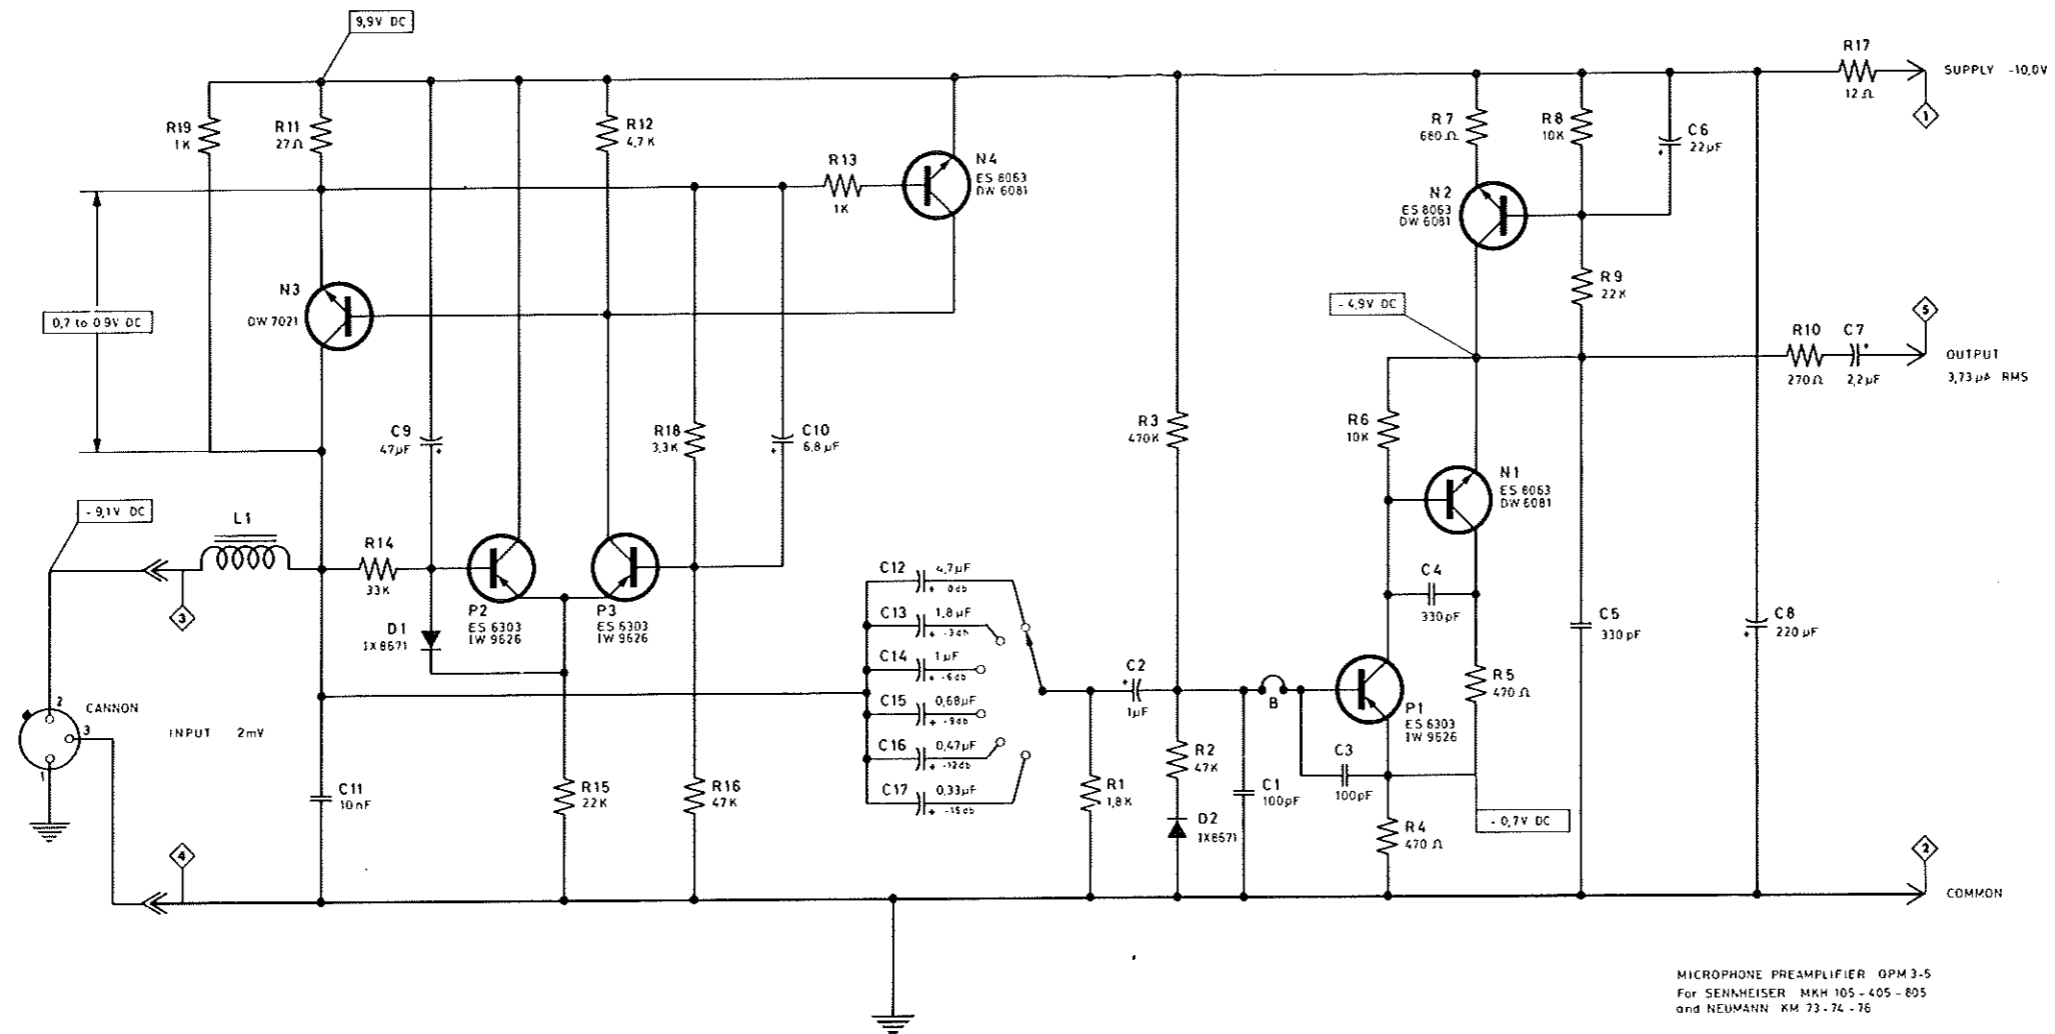 9,9V DC
R17
12Ω
SUPPLY -10,0V
1
R19
1K
R11
27Ω
R12
4,7K
R13
1K
N4
ES 8063
DW 6081
R7
680Ω
R8
10K
C6
+ 22µF
N2
ES 8063
DW 6081
N3
DW 7021
0,7 to 0,9V DC
R9
22K
- 4,9V DC
5
R10
270Ω
C7
+
2,2µF
OUTPUT
3,73µA RMS
C9
47µF
+
R18
3,3K
C10
6,8µF
+
R3
470K
R6
10K
N1
ES 8063
DW 6081
- 9,1V DC
L1
R14
33K
3
P2
ES 6303
IW 9626
P3
ES 6303
IW 9626
D1
1X8671
C12 4,7µF
+ 0db
C13 1,8µF
+ -3db
C14 1µF
+ -6db
C15 0,68µF
+ -9db
C16 0,47µF
+ -12db
C17 0,33µF
+ -15db
C4
330pF
C5
330pF
C8
220µF
+
C2
+
1µF
B
R5
470Ω
P1
ES 6303
IW 9626
2
CANNON
3
1
INPUT 2mV
C11
10nF
R15
22K
R16
47K
R1
1,8K
R2
47K
D2
1X8671
C1
100pF
C3
100pF
R4
470Ω
- 0,7V DC
4
2
COMMON
MICROPHONE PREAMPLIFIER QPM 3-5
For SENNHEISER MKH 105 - 405 - 805
and NEUMANN KM 73 - 74 - 76